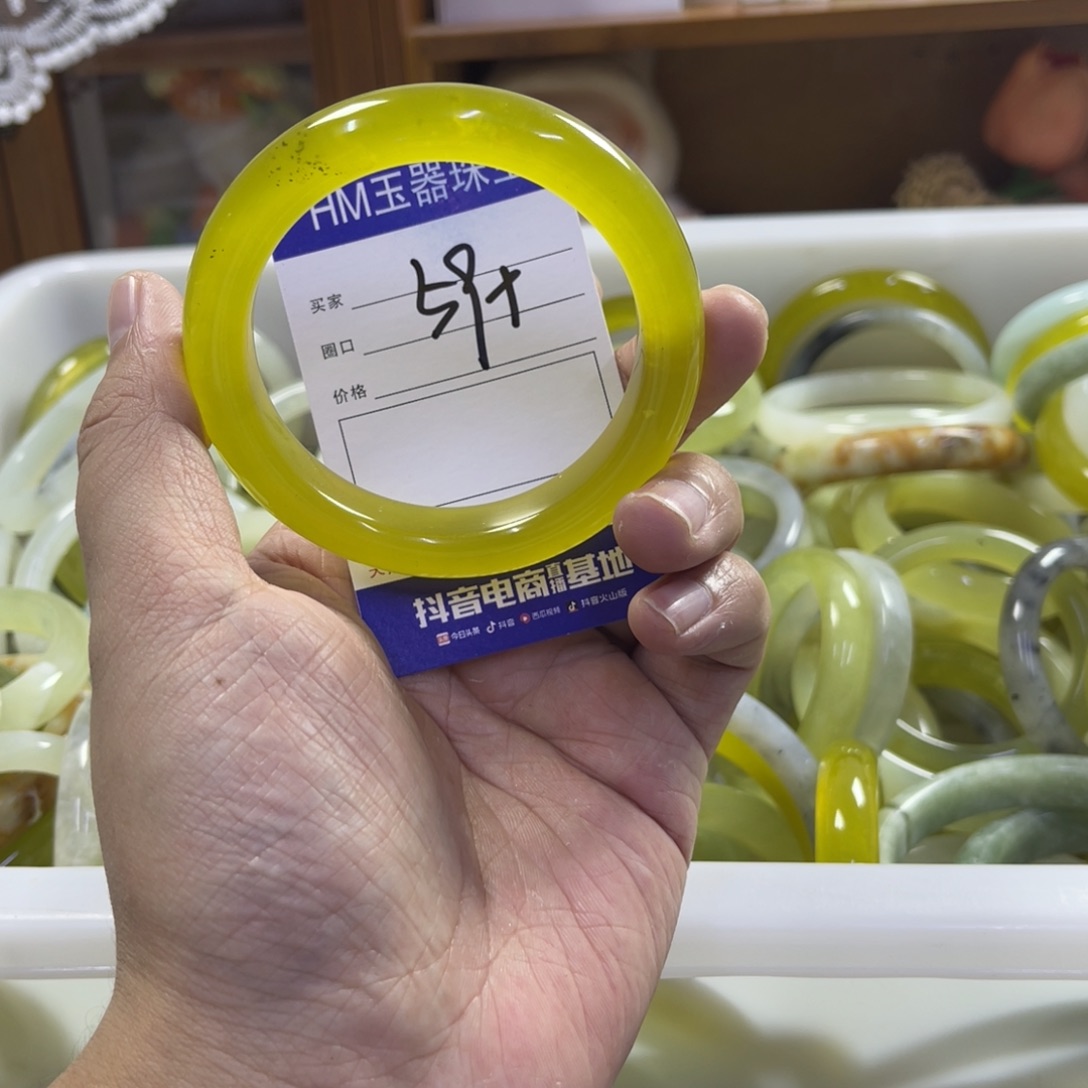 HM玉器珠
买家
59+
圈口
价格
抖音电商直播基地
今日头条 抖音 西瓜视频 抖音火山版